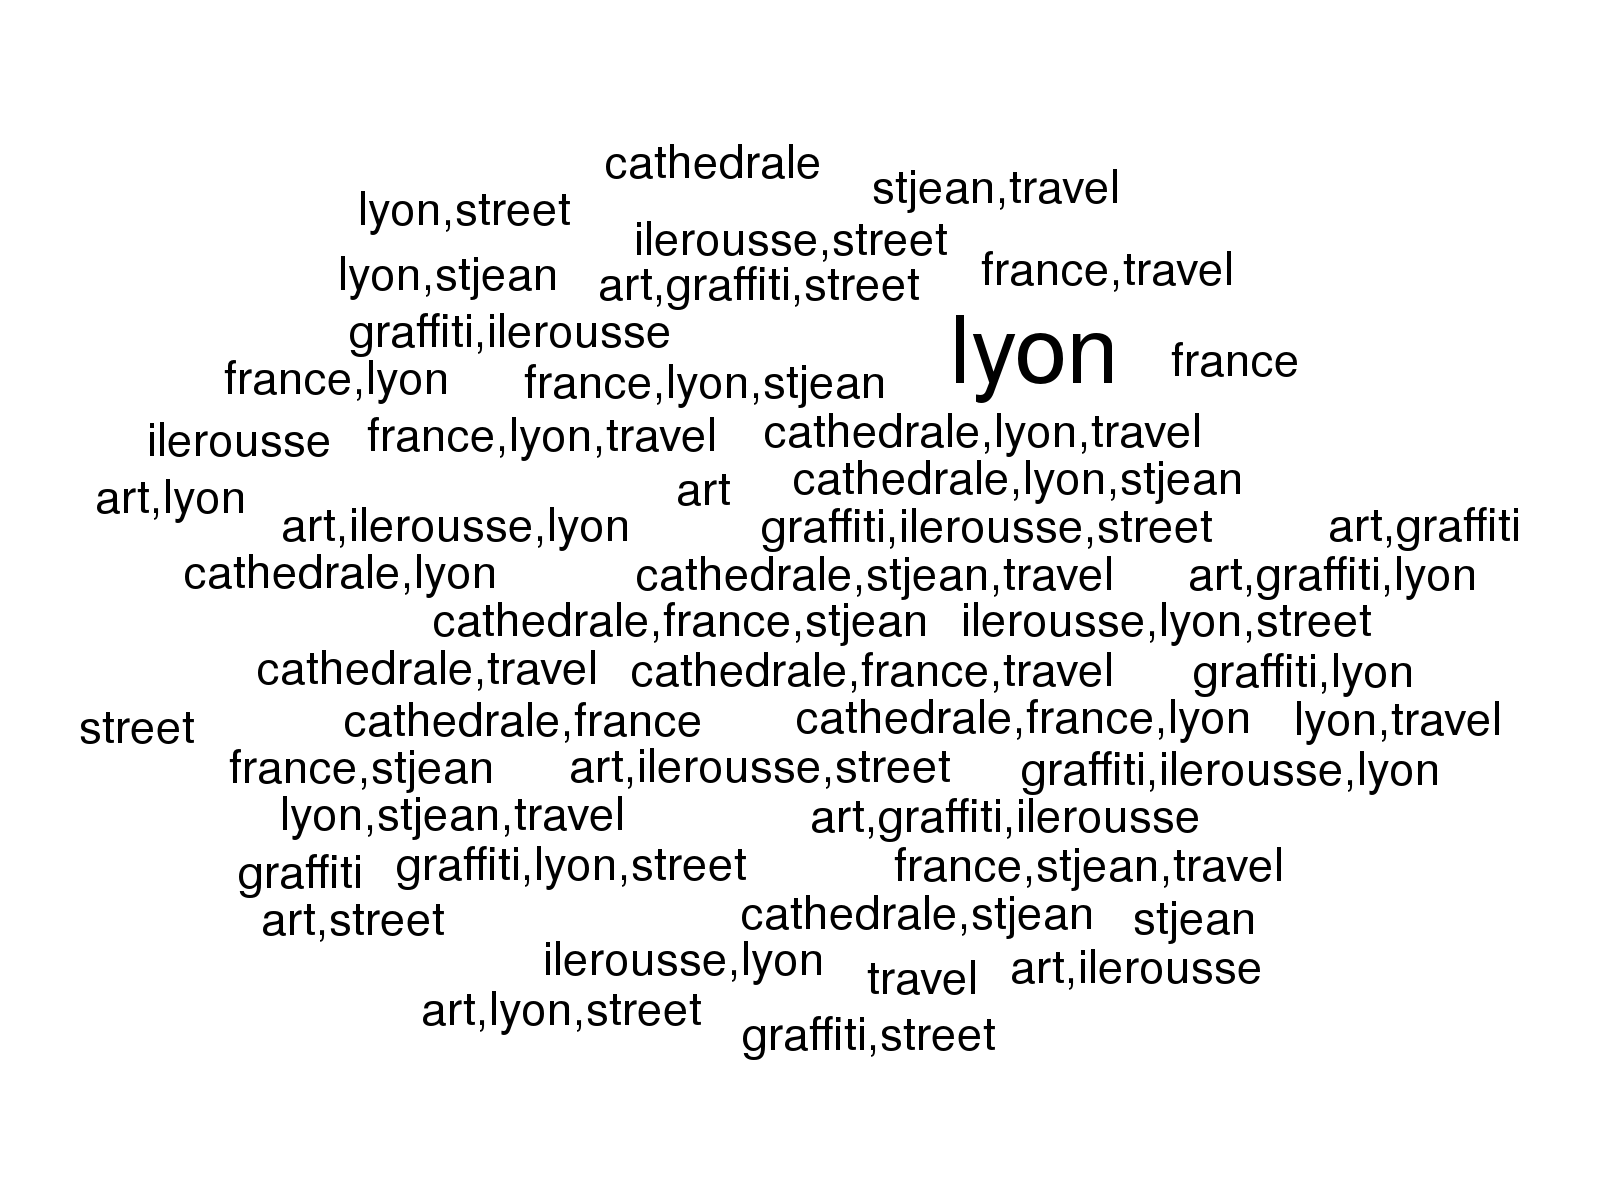 cathedrale
stjean,travel
lyon,street
ilerousse,street
france,travel
lyon,stjean
art,graffiti,street
graffiti,ilerousse
lyon
france
france,lyon
france,lyon,stjean
ilerousse
france,lyon,travel
cathedrale,lyon,travel
art,lyon
art
cathedrale,lyon,stjean
art,ilerousse,lyon
graffiti,ilerousse,street
art,graffiti
cathedrale,lyon
cathedrale,stjean,travel
art,graffiti,lyon
cathedrale,france,stjean
ilerousse,lyon,street
cathedrale,travel
cathedrale,france,travel
graffiti,lyon
street
cathedrale,france
cathedrale,france,lyon
lyon,travel
france,stjean
art,ilerousse,street
graffiti,ilerousse,lyon
lyon,stjean,travel
art,graffiti,ilerousse
graffiti
graffiti,lyon,street
france,stjean,travel
art,street
cathedrale,stjean
stjean
ilerousse,lyon
travel
art,ilerousse
art,lyon,street
graffiti,street